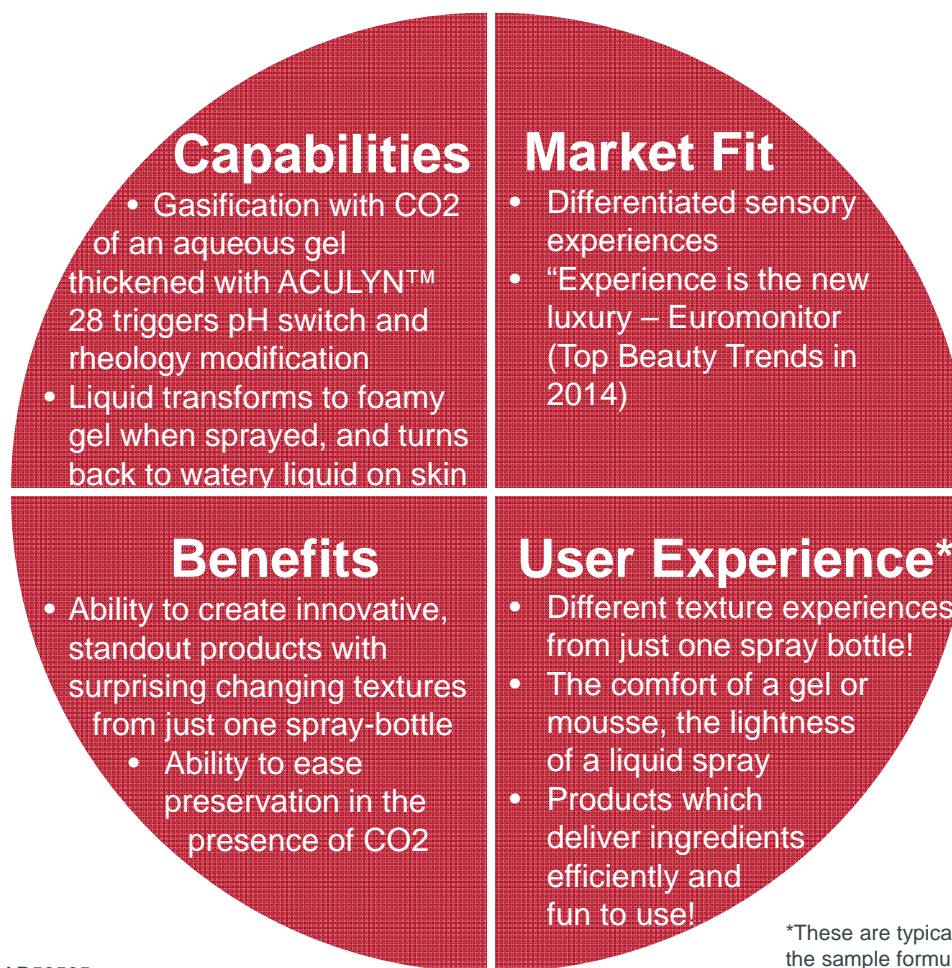 Capabilities
• Gasification with CO2
of an aqueous gel
thickened with ACULYN™
28 triggers pH switch and
rheology modification
• Liquid transforms to foamy
gel when sprayed, and turns
back to watery liquid on skin
Market Fit
• Differentiated sensory
experiences
• “Experience is the new
luxury – Euromonitor
(Top Beauty Trends in
2014)
Benefits
• Ability to create innovative,
standout products with
surprising changing textures
from just one spray-bottle
• Ability to ease
preservation in the
presence of CO2
User Experience*
• Different texture experiences
from just one spray bottle!
• The comfort of a gel or
mousse, the lightness
of a liquid spray
• Products which
deliver ingredients
efficiently and
fun to use!
*These are
the sample